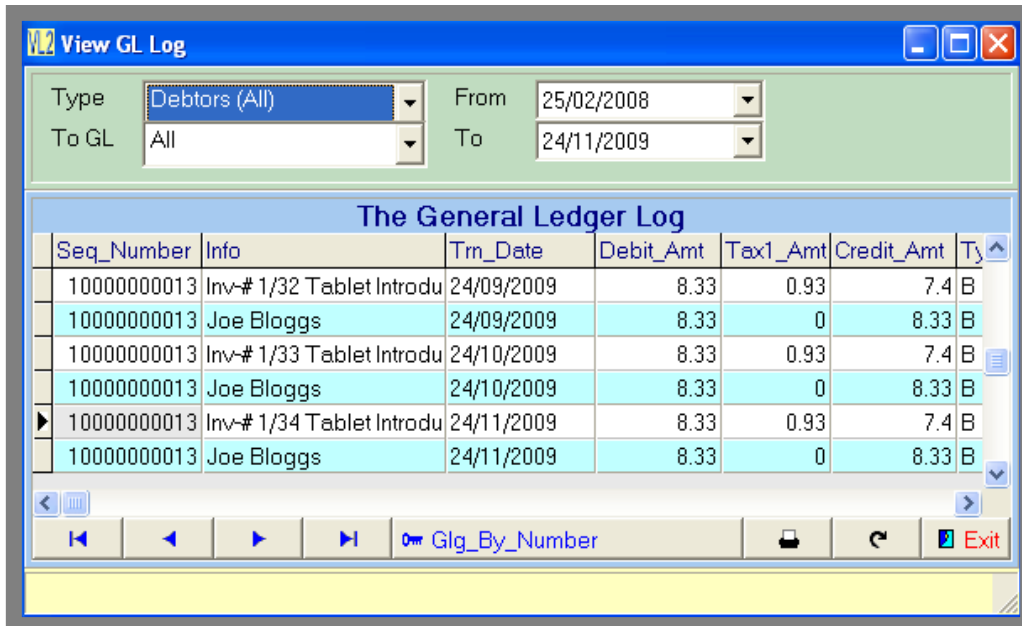 VL2 View GL Log
Type Debtors (All) From 25/02/2008
To GL All To 24/11/2009
The General Ledger Log
Seq_Number Info Trn_Date Debit_Amt Tax1_Amt Credit_Amt Ty
10000000013 Inv-# 1/32 Tablet Introdu 24/09/2009 8.33 0.93 7.4 B
10000000013 Joe Bloggs 24/09/2009 8.33 0 8.33 B
10000000013 Inv-# 1/33 Tablet Introdu 24/10/2009 8.33 0.93 7.4 B
10000000013 Joe Bloggs 24/10/2009 8.33 0 8.33 B
10000000013 Inv-# 1/34 Tablet Introdu 24/11/2009 8.33 0.93 7.4 B
10000000013 Joe Bloggs 24/11/2009 8.33 0 8.33 B
Glg_By_Number Exit